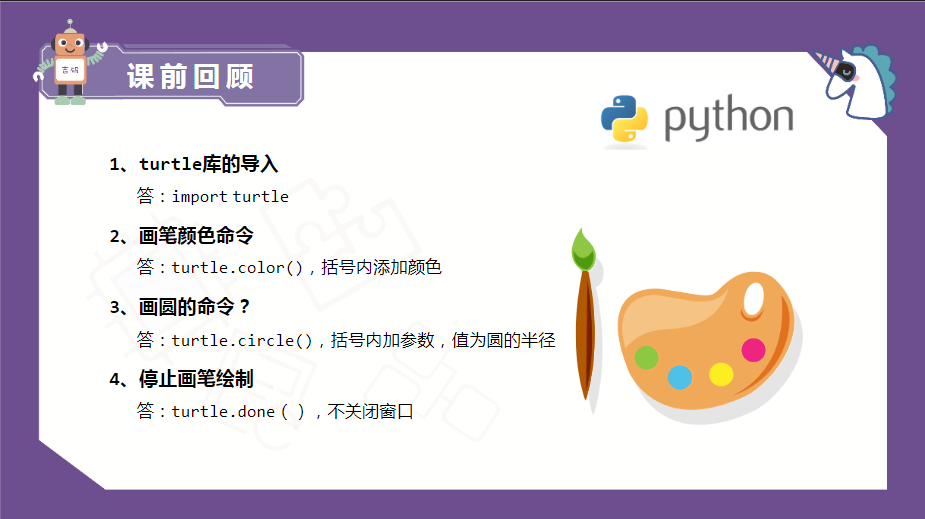 课前回顾
python
1、turtle库的导入
答：import turtle
2、画笔颜色命令
答：turtle.color()，括号内添加颜色
3、画圆的命令？
答：turtle.circle()，括号内加参数，值为圆的半径
4、停止画笔绘制
答：turtle.done（），不关闭窗口